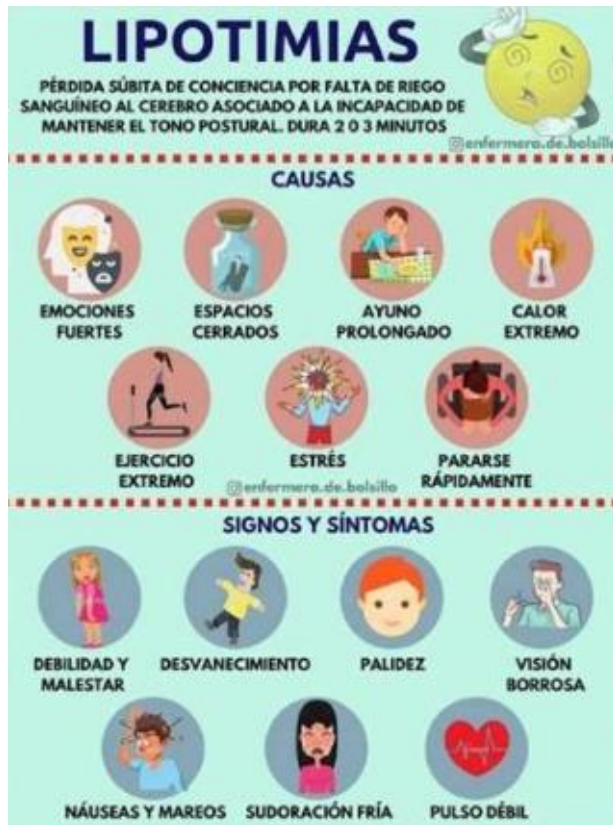 LIPOTIMIAS
PÉRDIDA SÚBITA DE CONCIENCIA POR FALTA DE RIEGO
SANGUÍNEO AL CEREBRO ASOCIADO A LA INCAPACIDAD DE
MANTENER EL TONO POSTURAL. DURA 2 0 3 MINUTOS
@enfermera.de.bolsillo
CAUSAS
EMOCIONES FUERTES
ESPACIOS CERRADOS
AYUNO PROLONGADO
CALOR EXTREMO
EJERCICIO EXTREMO
ESTRÉS
PARARSE RÁPIDAMENTE
@enfermera.de.bolsillo
SIGNOS Y SÍNTOMAS
DEBILIDAD Y MALESTAR
DESVANECIMIENTO
PALIDEZ
VISIÓN BORROSA
NÁUSEAS Y MAREOS
SUDORACIÓN FRÍA
PULSO DÉBIL